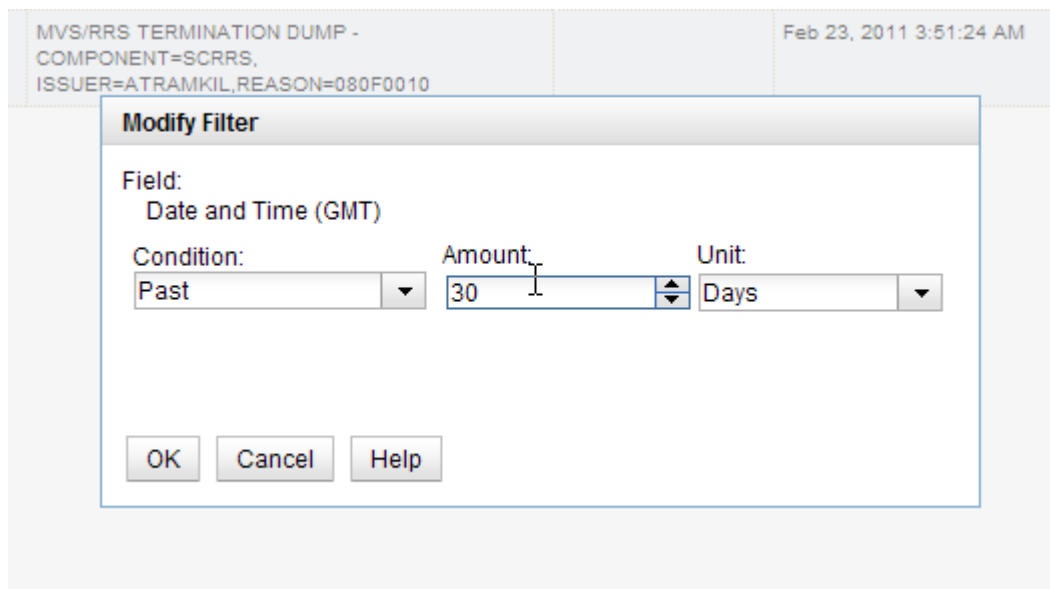 MVS/RRS TERMINATION DUMP -
COMPONENT=SCRRS,
ISSUER=ATRAMKIL,REASON=080F0010
Feb 23, 2011 3:51:24 AM
Modify Filter
Field:
Date and Time (GMT)
Condition:
Amount:
Unit:
Past
30
Days
OK
Cancel
Help